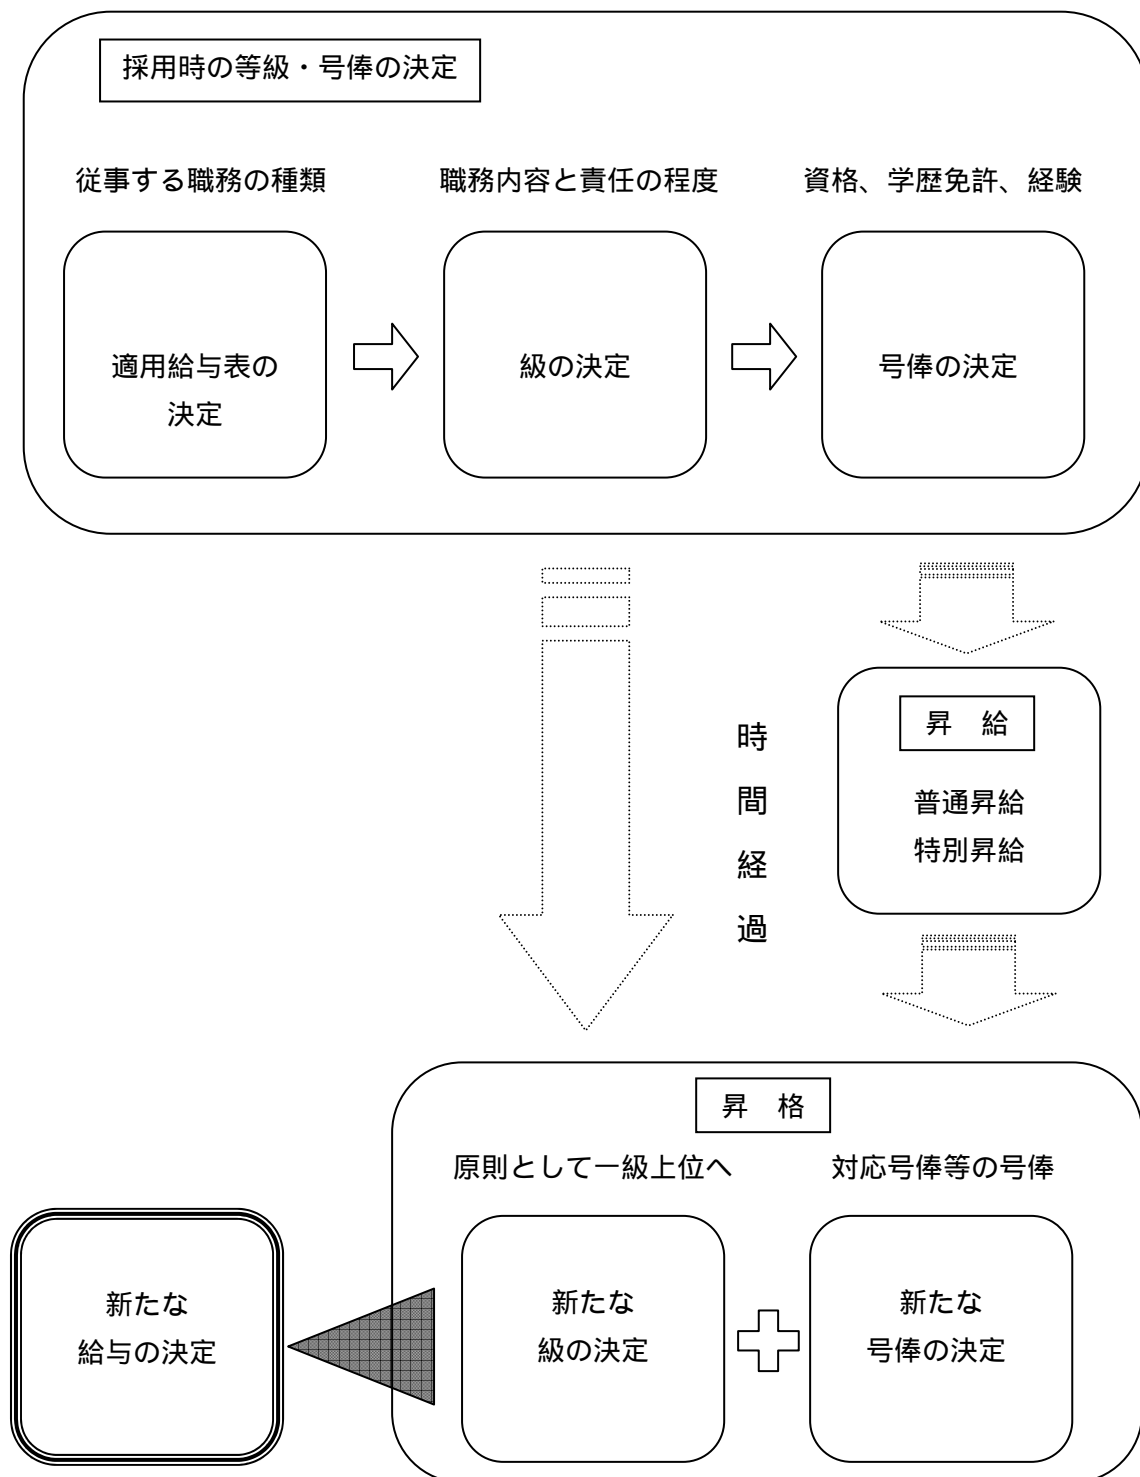 採用時の等級・号俸の決定
従事する職務の種類
職務内容と責任の程度
資格、学歴免許、経験
適用給与表の
決定
級の決定
号俸の決定
時
間
経
過
昇　給
普通昇給
特別昇給
昇　格
原則として一級上位へ
対応号俸等の号俸
新たな
給与の決定
新たな
級の決定
新たな
号俸の決定